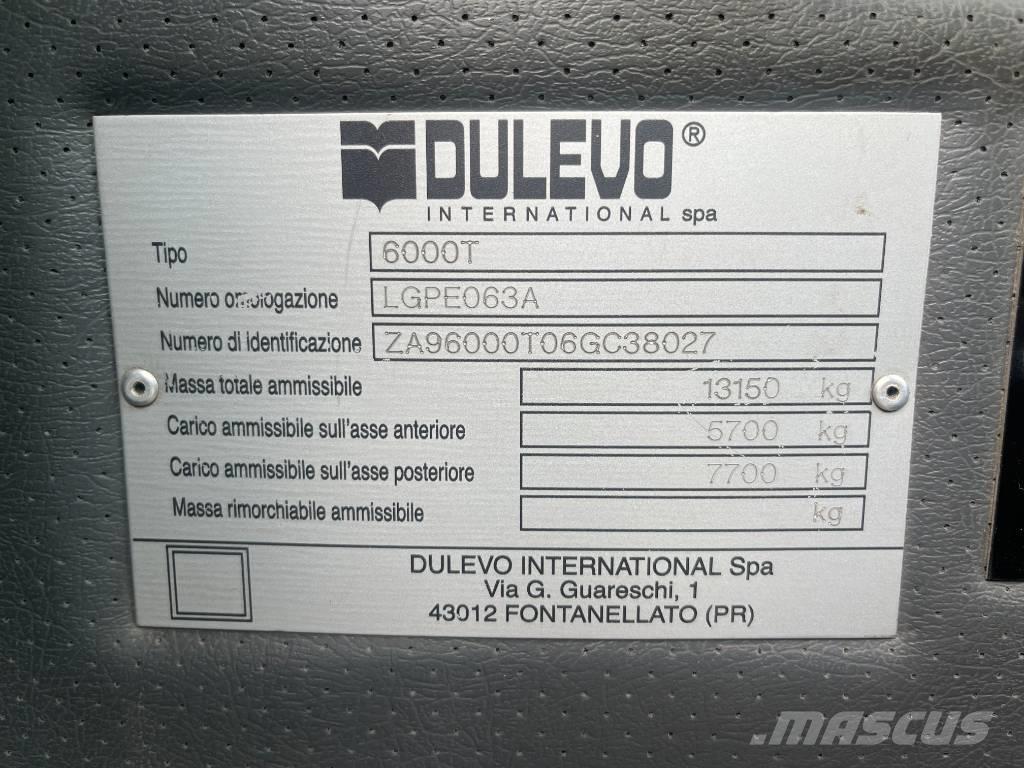 DULEVO®
INTERNATIONAL spa
Tipo 6000T
Numero omologazione LGPE063A
Numero di identificazione ZA96000T06GC38027
Massa totale ammissibile 13150 kg
Carico ammissibile sull'asse anteriore 5700 kg
Carico ammissibile sull'asse posteriore 7700 kg
Massa rimorchiabile ammissibile kg
DULEVO INTERNATIONAL Spa
Via G. Guareschi, 1
43012 FONTANELLATO (PR)
MASCUS